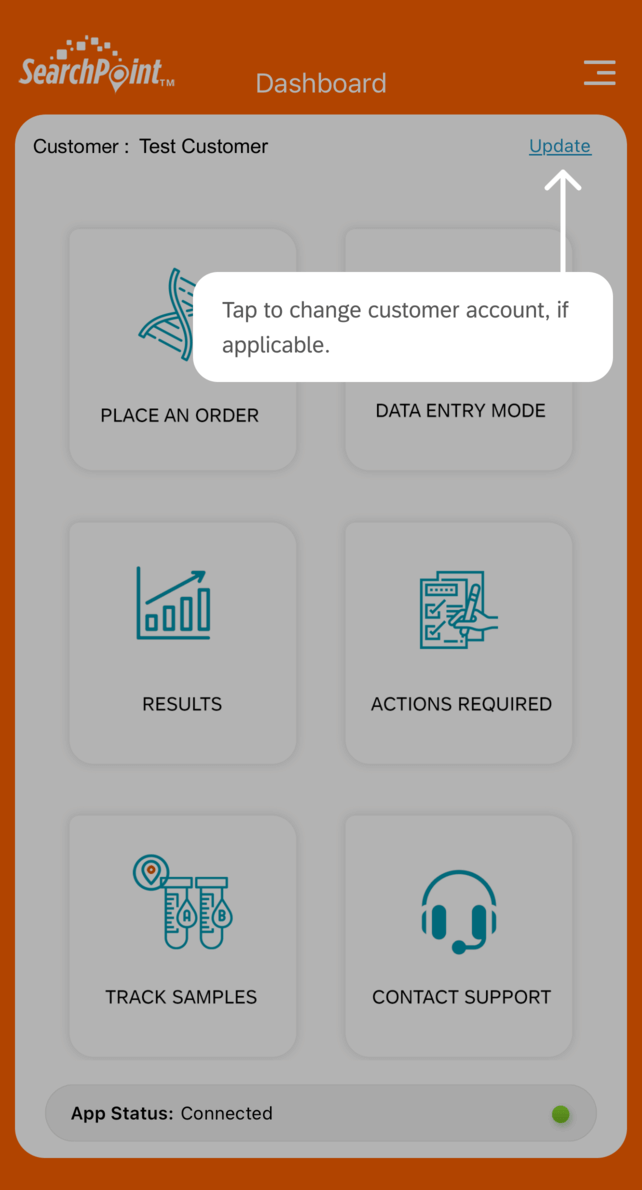 SearchPoint™
Dashboard
Customer : Test Customer
Update
Tap to change customer account, if
applicable.
PLACE AN ORDER
DATA ENTRY MODE
RESULTS
ACTIONS REQUIRED
A B
TRACK SAMPLES
CONTACT SUPPORT
App Status: Connected